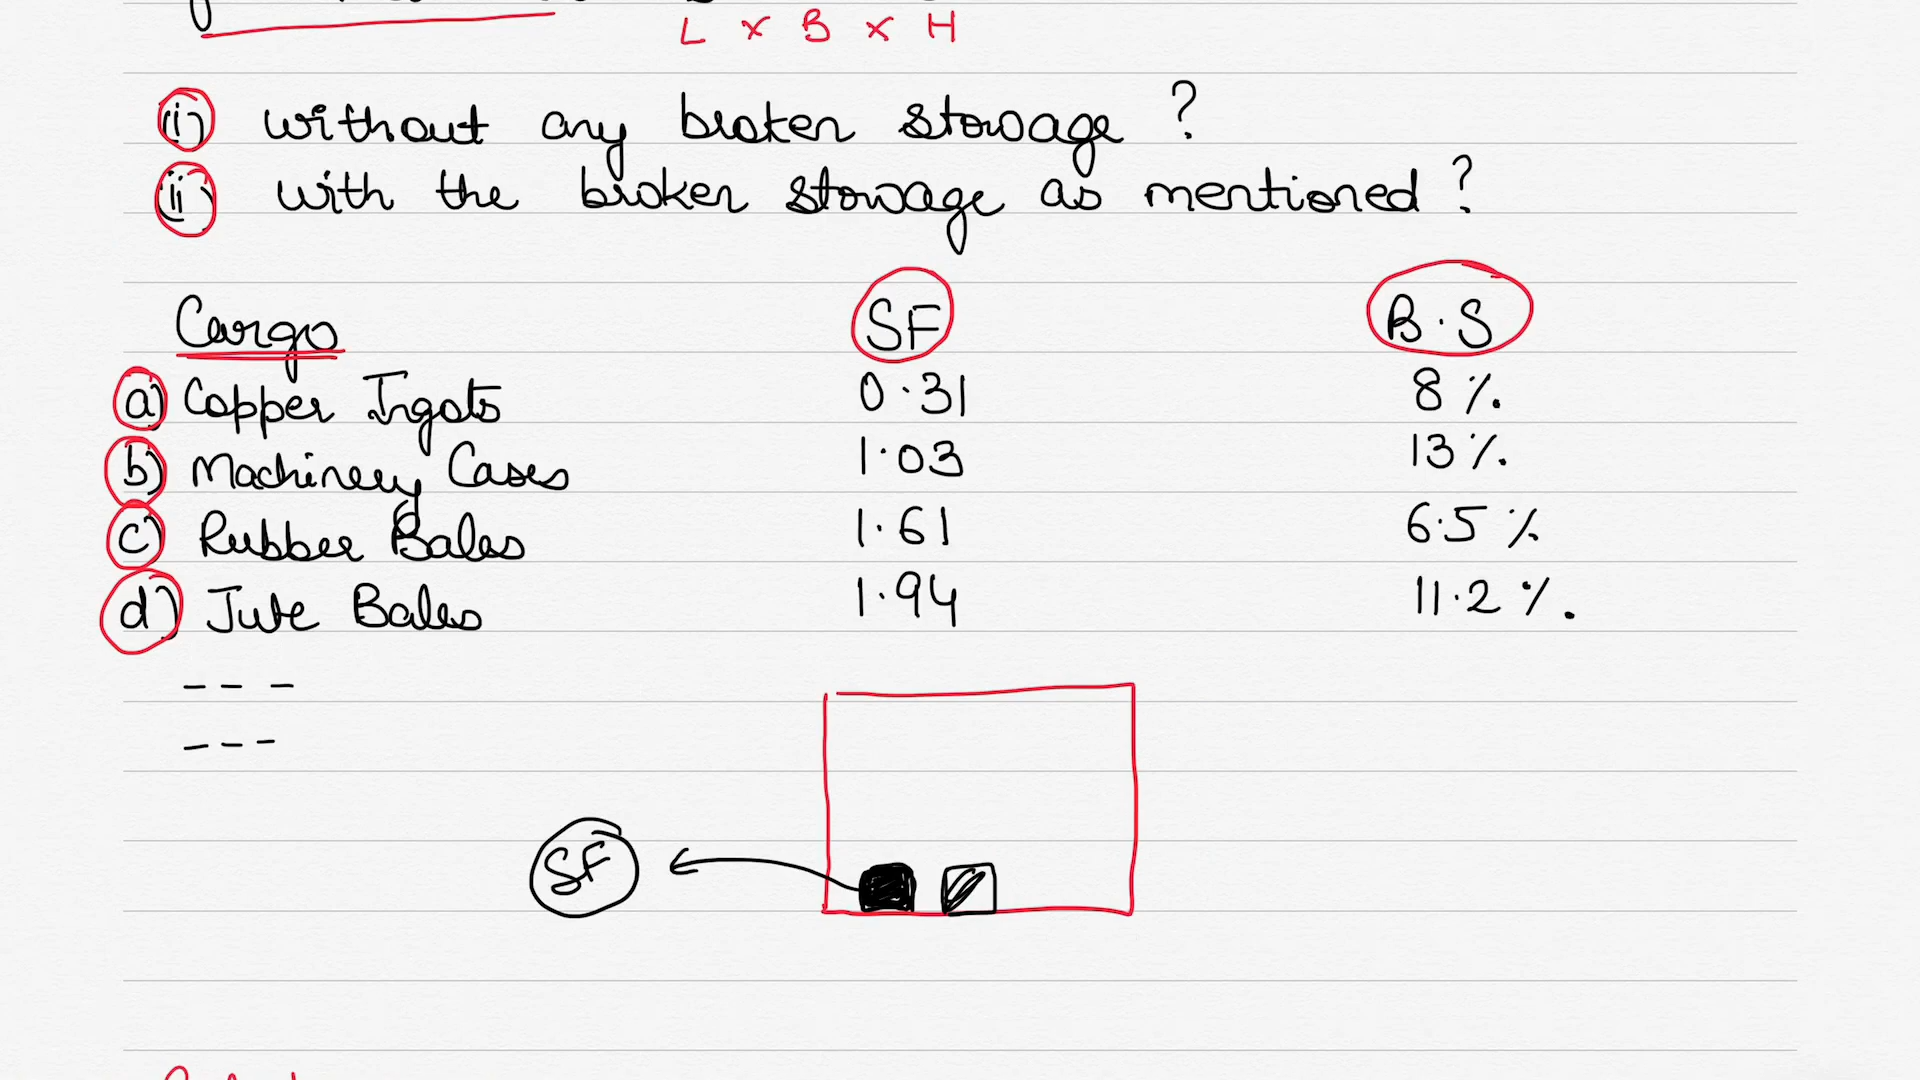 L x B x H
(i) without any broken stowage ?
(ii) with the broken stowage as mentioned ?
Cargo SF B.S
a) Copper Ingots 0.31 8 %.
b) Machinery Cases 1.03 13 %.
c) Rubber Bales 1.61 6.5 %.
d) Jute Bales 1.94 11.2 %.
SF